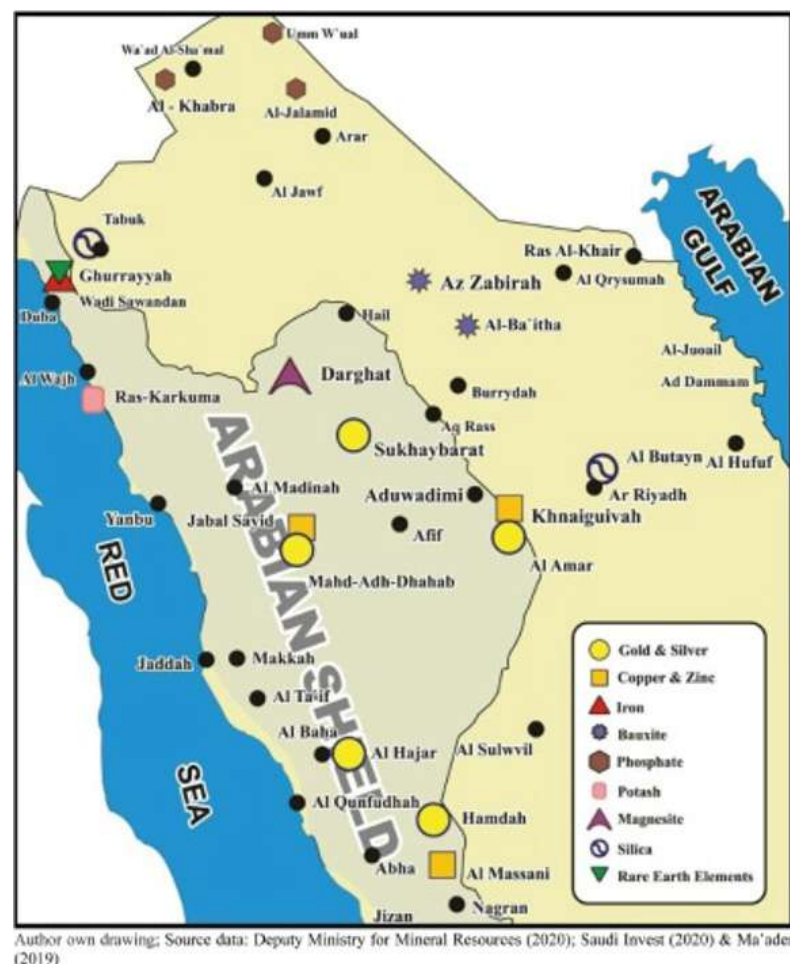 Umm W`ual
Wa`ad Al-Sha`mal
Al - Khabra
Al-Jalamid
Arar
Al Jawf
Tabuk
Ghurrayyah
Wadi Sawandan
Duba
Ras Al-Khair
Al Qrysumah
Az Zabirah
Al-Ba`itha
Hail
ARABIAN
GULF
Al-Juoail
Ad Dammam
Al Wajh
Ras-Karkuma
Darghat
Burrydah
Aq Rass
Sukhaybarat
Al Butayn
Al Hufuf
Ar Riyadh
Al Madinah
Aduwadimi
Yanbu
Jabal Sayid
Afif
Khnaiguivah
Al Amar
Mahd-Adh-Dhahab
ARABIAN SHIELD
RED
SEA
Jaddah
Makkah
Al Ta`if
Al Baha
Al Hajar
Al Sulwvil
Al Qunfudhah
Hamdah
Abha
Al Massani
Jizan
Nagran
Gold & Silver
Copper & Zinc
Iron
Bauxite
Phosphate
Potash
Magnesite
Silica
Rare Earth Elements
Author own drawing; Source data: Deputy Ministry for Mineral Resources (2020); Saudi Invest (2020) & Ma'aden
(2019)